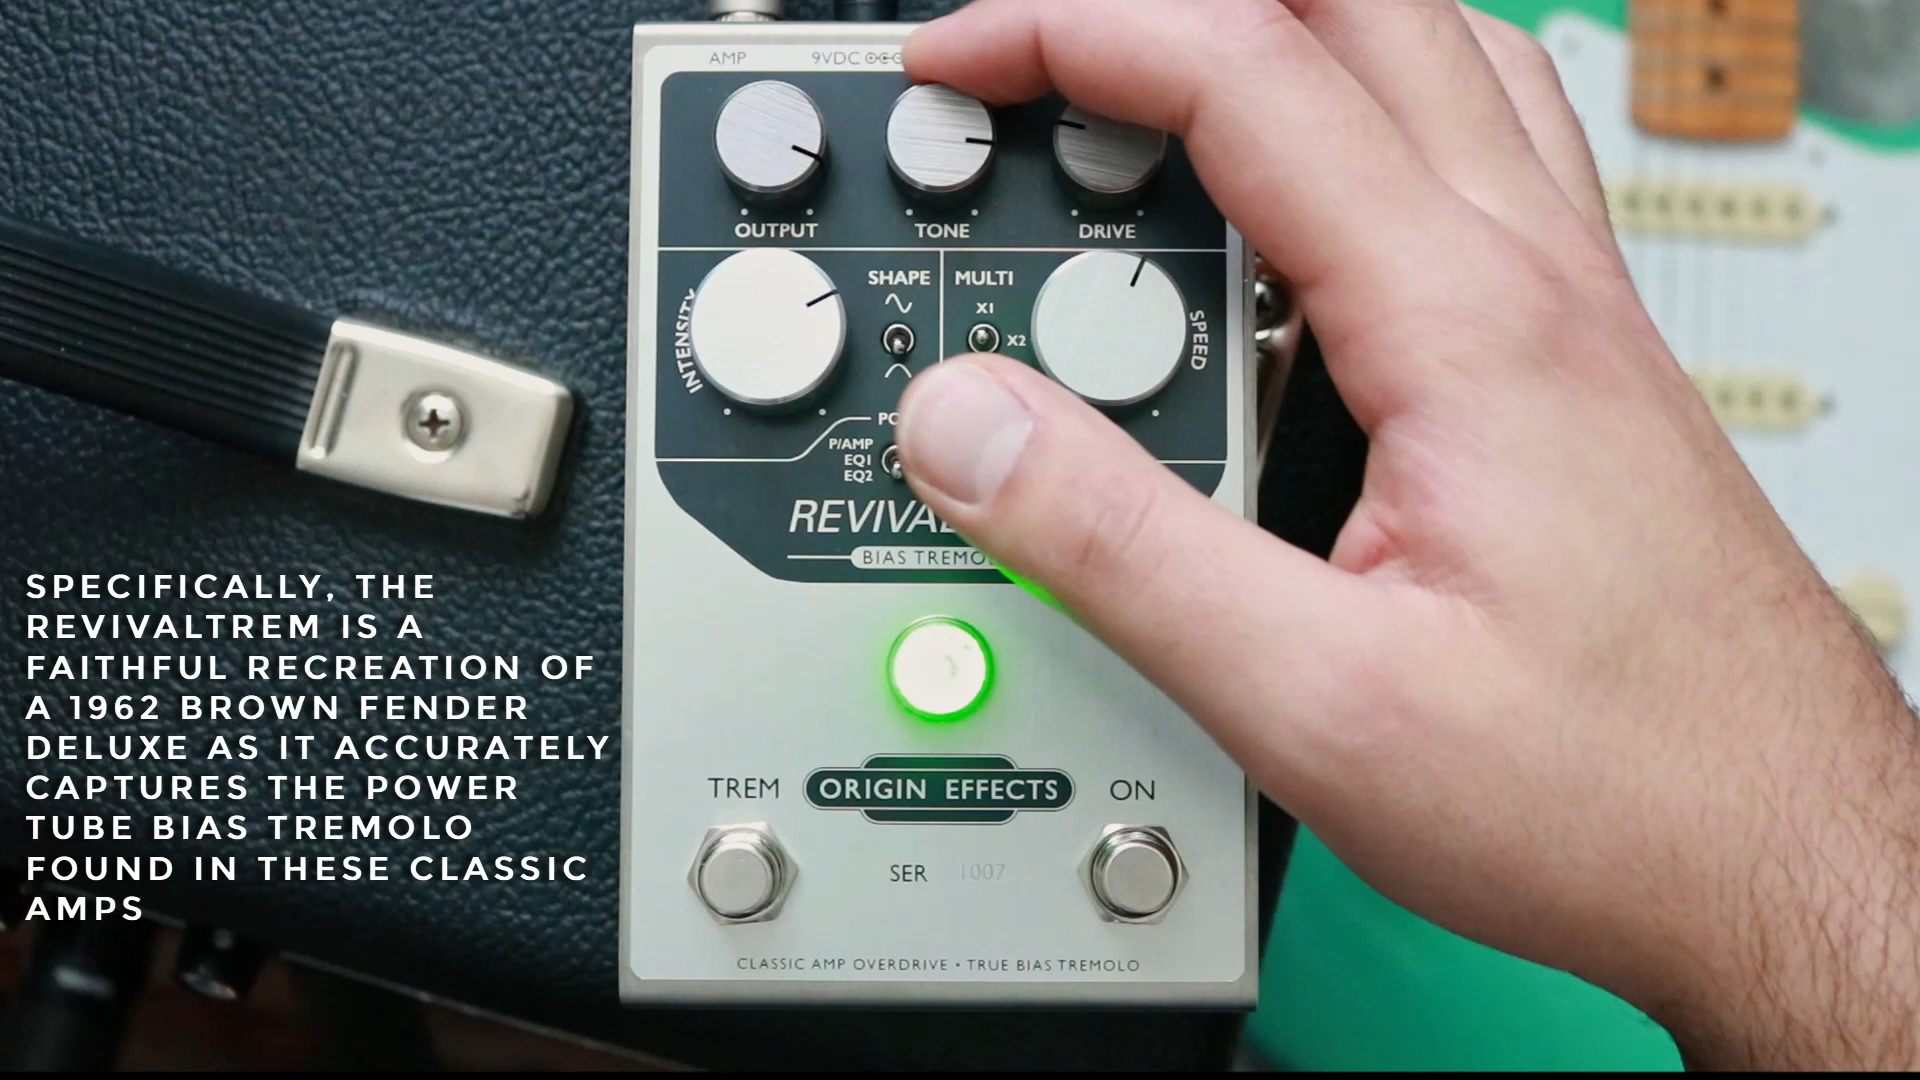 AMP 9VDC
OUTPUT TONE DRIVE
SHAPE MULTI
X1
X2
INTENSITY
SPEED
P/AMP
EQ1
EQ2
BIAS
ORIGIN EFFECTS
TREM
ON
SER 1007
CLASSIC AMP OVERDRIVE • TRUE BIAS TREMOLO
SPECIFICALLY, THE
REVIVALTREM IS A
FAITHFUL RECREATION OF
A 1962 BROWN FENDER
DELUXE AS IT ACCURATELY
CAPTURES THE POWER
TUBE BIAS TREMOLO
FOUND IN THESE CLASSIC
AMPS